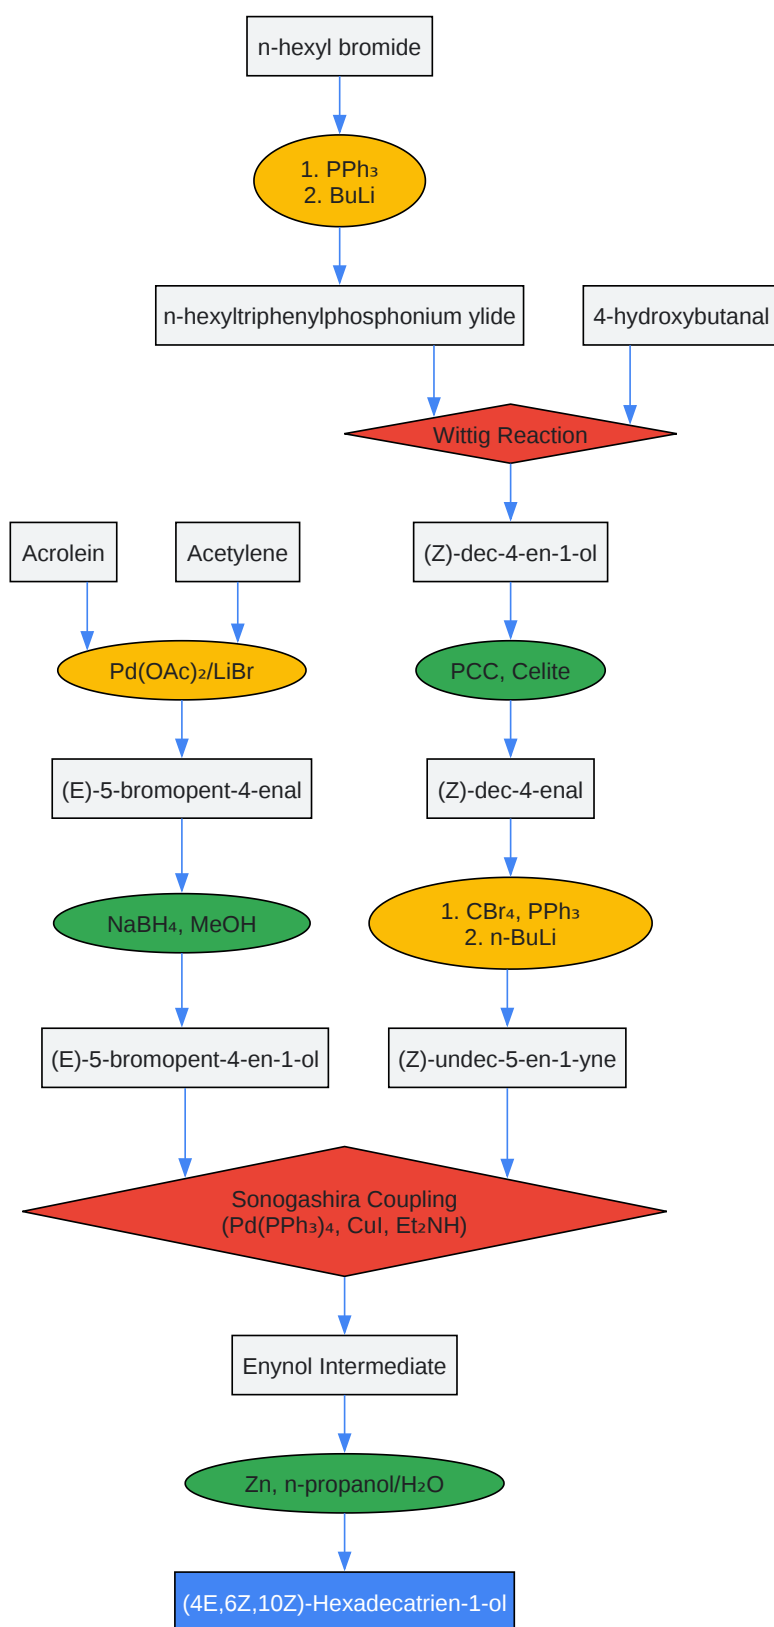 n-hexyl bromide
1. PPh₃
2. BuLi
n-hexyltriphenylphosphonium ylide
4-hydroxybutanal
Wittig Reaction
Acrolein
Acetylene
(Z)-dec-4-en-1-ol
Pd(OAc)₂/LiBr
PCC, Celite
(E)-5-bromopent-4-enal
(Z)-dec-4-enal
NaBH₄, MeOH
1. CBr₄, PPh₃
2. n-BuLi
(E)-5-bromopent-4-en-1-ol
(Z)-undec-5-en-1-yne
Sonogashira Coupling
(Pd(PPh₃)₄, CuI, Et₂NH)
Enynol Intermediate
Zn, n-propanol/H₂O
(4E,6Z,10Z)-Hexadecatrien-1-ol